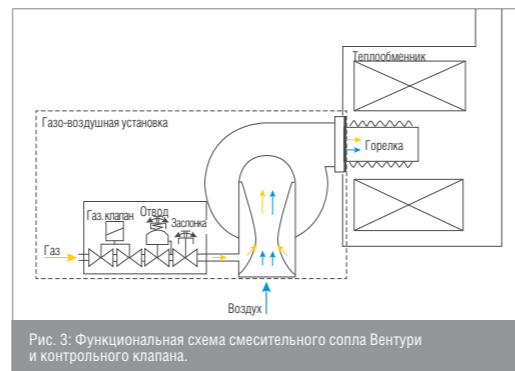 Теплообменник
Газо-воздушная установка
Горелка
Газ. клапан
Отвод
Заслонка
Газ
Воздух
Рис. 3: Функциональная схема смесительного сопла Вентури
и контрольного клапана.